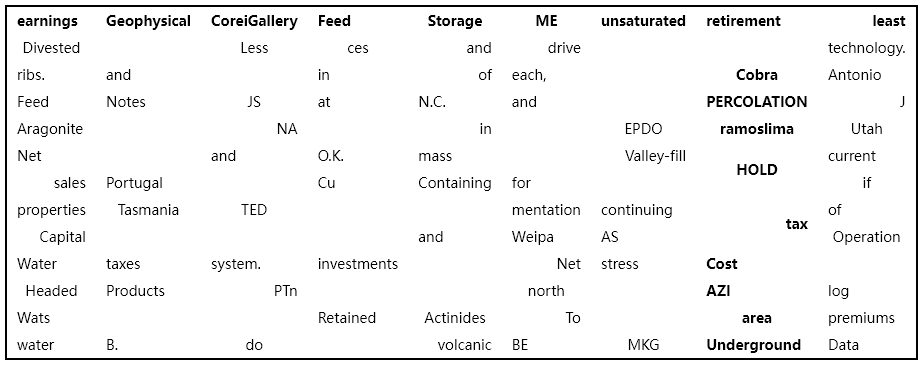 earnings Geophysical CoreiGallery Feed Storage ME unsaturated retirement least
Divested Less ces and drive technology.
ribs. and in of each, Cobra Antonio
Feed Notes JS at N.C. and PERCOLATION J
Aragonite NA in EPDO ramoslima Utah
Net and O.K. mass Valley-fill current
HOLD
sales Portugal Cu Containing for if
properties Tasmania TED mentation continuing of
tax
Capital and Weipa AS Operation
Water taxes system. investments Net stress Cost
Headed Products PTn north AZI log
Wats Retained Actinides To area premiums
water B. do volcanic BE MKG Underground Data